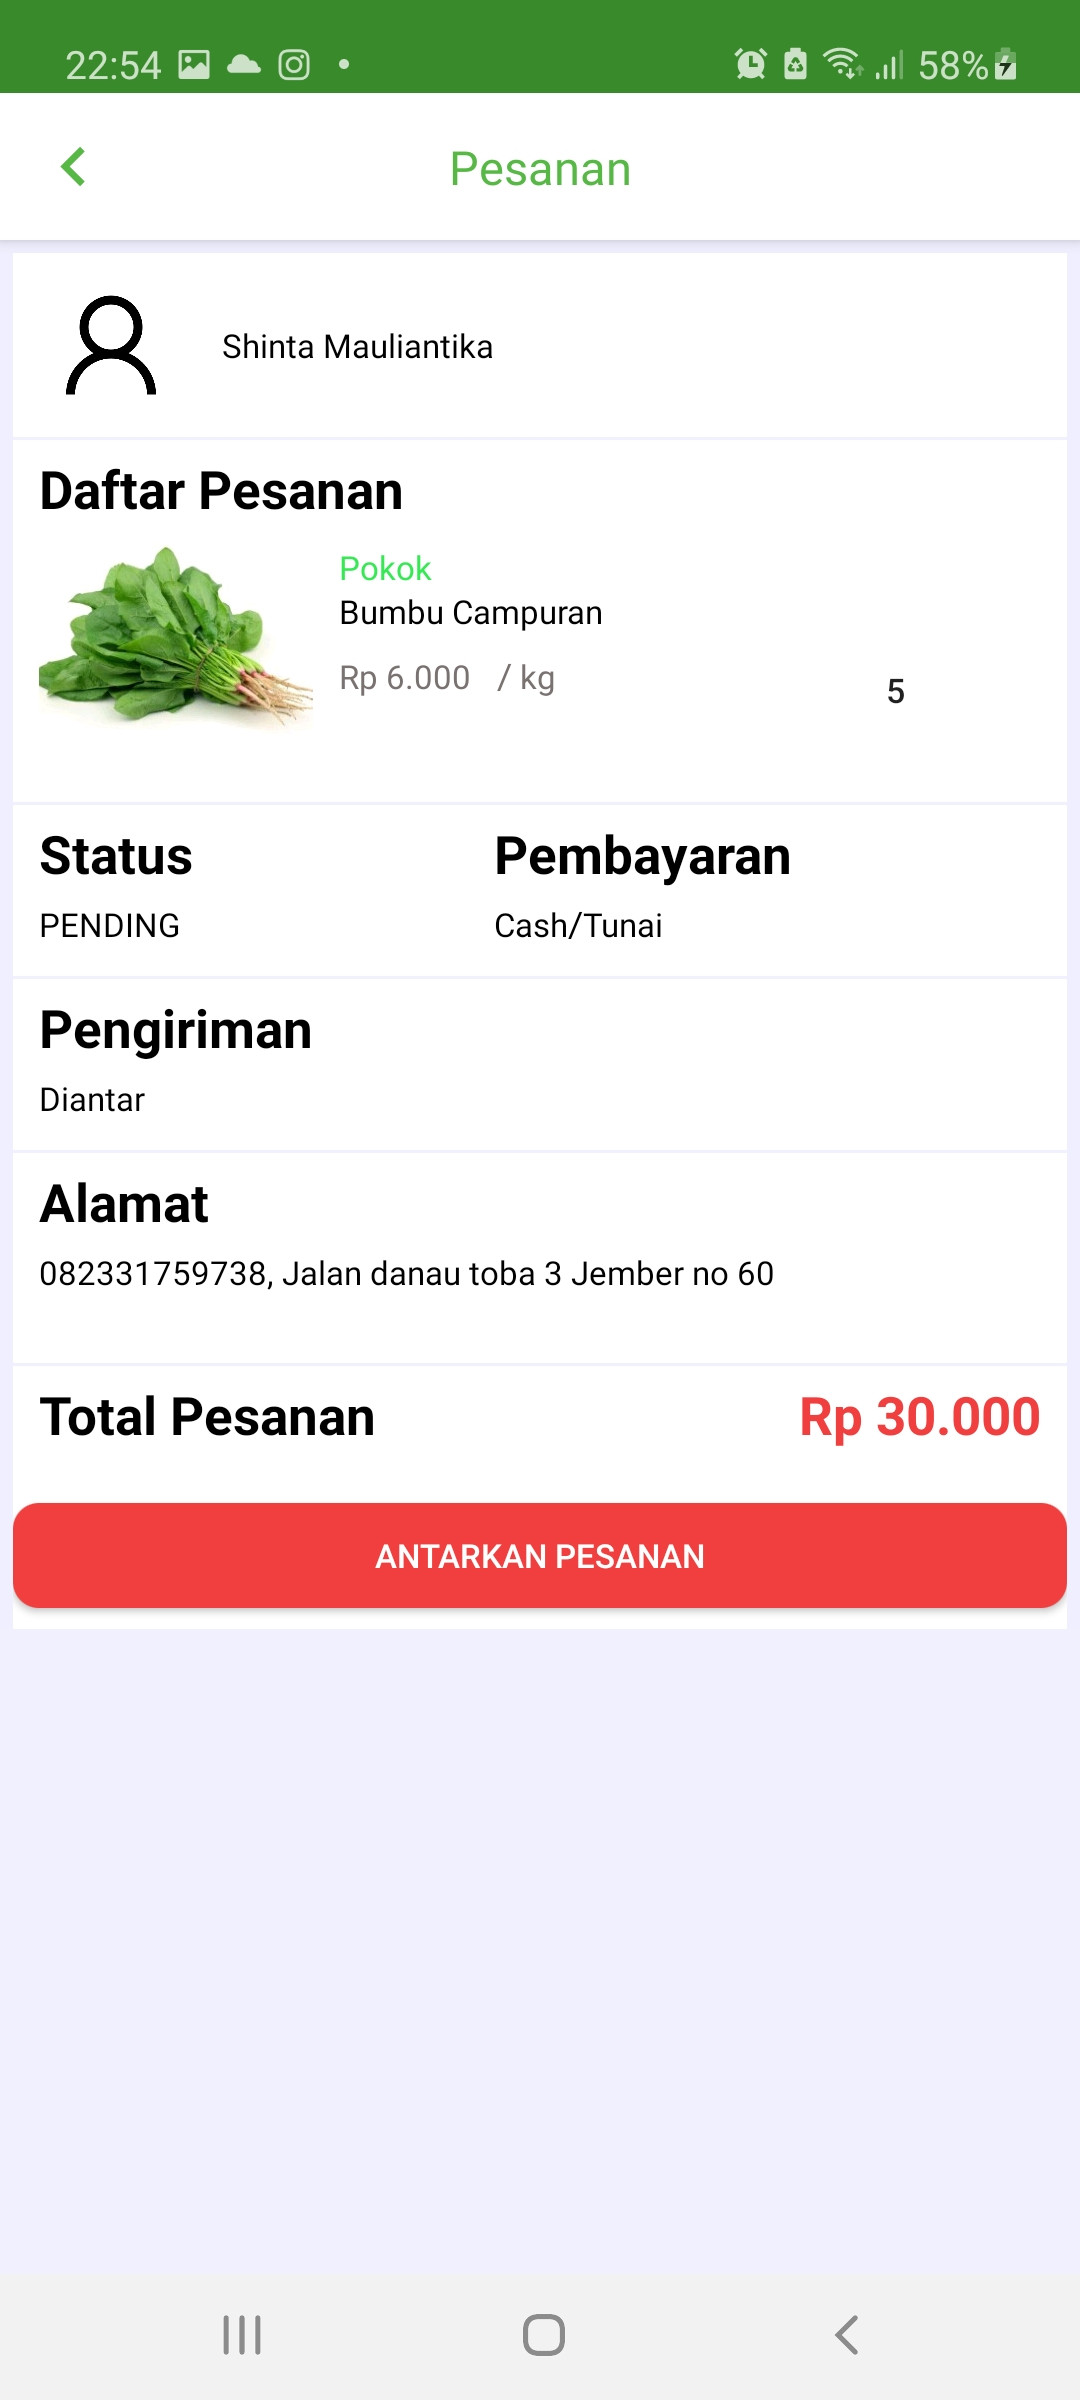 22:54 58%
Pesanan
Shinta Mauliantika
Daftar Pesanan
Pokok
Bumbu Campuran
Rp 6.000 / kg
5
Status Pembayaran
PENDING Cash/Tunai
Pengiriman
Diantar
Alamat
082331759738, Jalan danau toba 3 Jember no 60
Total Pesanan Rp 30.000
ANTARKAN PESANAN